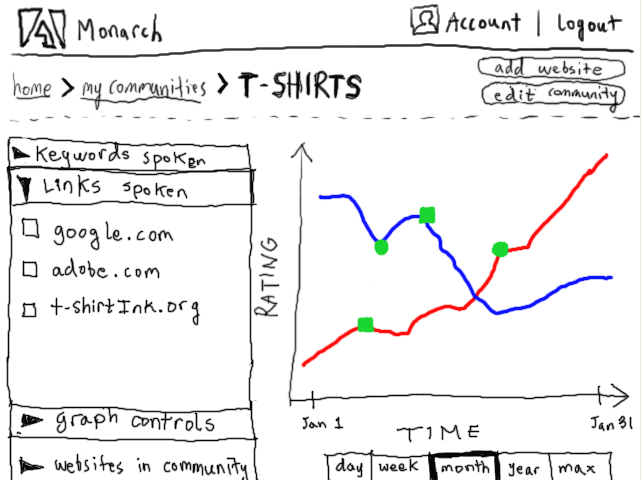 Monarch
Account | Logout
home > my communities > T-SHIRTS
add website
edit community
Keywords spoken
Links spoken
google.com
adobe.com
t-shirtInk.org
graph controls
websites in community
RATING
Jan 1
Jan 31
TIME
day week month year max